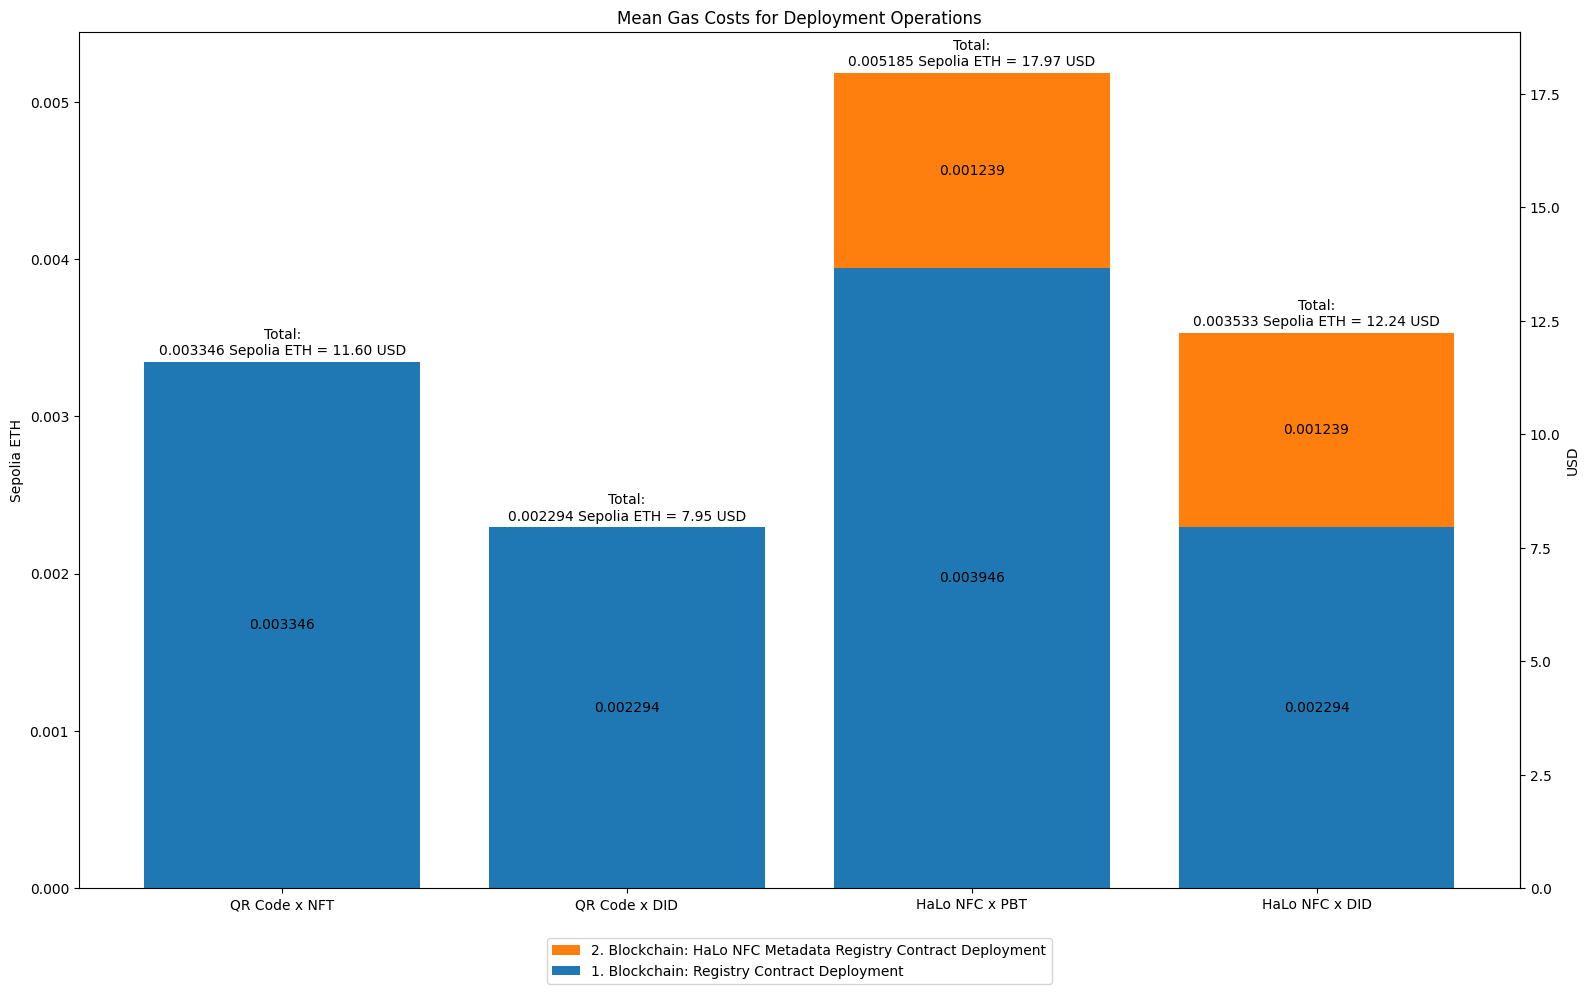 Mean Gas Costs for Deployment Operations
Sepolia ETH
0.005
0.004
0.003
0.002
0.001
0.000
Total:
0.003346 Sepolia ETH = 11.60 USD
0.003346
Total:
0.002294 Sepolia ETH = 7.95 USD
0.002294
Total:
0.005185 Sepolia ETH = 17.97 USD
0.001239
0.003946
Total:
0.003533 Sepolia ETH = 12.24 USD
0.001239
0.002294
17.5
15.0
12.5
10.0
7.5
5.0
2.5
0.0
USD
QR Code x NFT
QR Code x DID
HaLo NFC x PBT
HaLo NFC x DID
2. Blockchain: HaLo NFC Metadata Registry Contract Deployment
1. Blockchain: Registry Contract Deployment